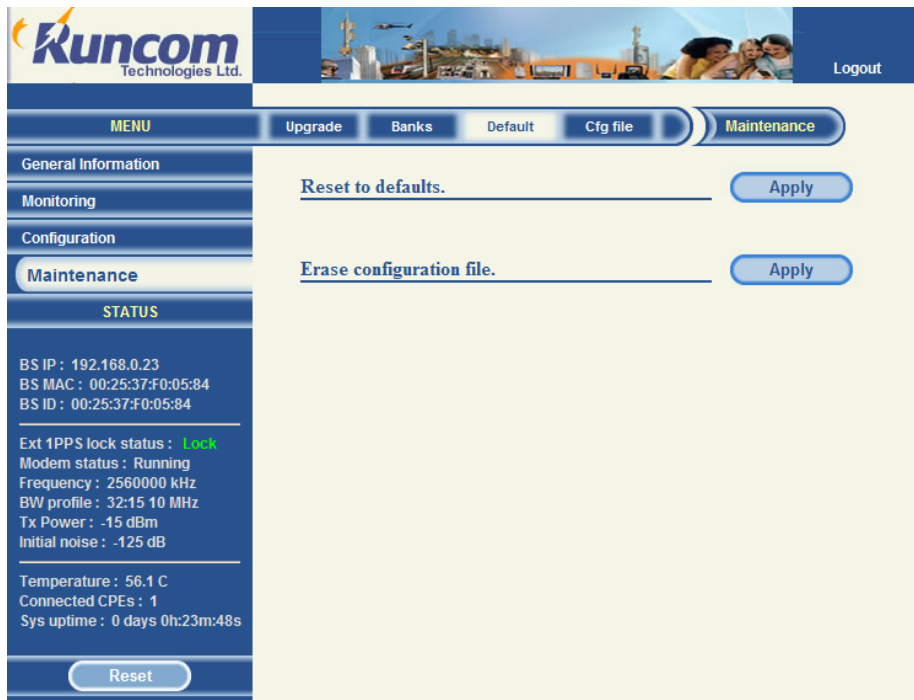 Runcom
Technologies Ltd.
Logout
MENU
Upgrade Banks Default Cfg file Maintenance
General Information
Monitoring
Configuration
Maintenance
Reset to defaults. Apply
Erase configuration file. Apply
STATUS
BS IP : 192.168.0.23
BS MAC : 00:25:37:F0:05:84
BS ID : 00:25:37:F0:05:84
Ext 1PPS lock status : Lock
Modem status : Running
Frequency : 2560000 kHz
BW profile : 32:15 10 MHz
Tx Power : -15 dBm
Initial noise : -125 dB
Temperature : 56.1 C
Connected CPEs : 1
Sys uptime : 0 days 0h:23m:48s
Reset